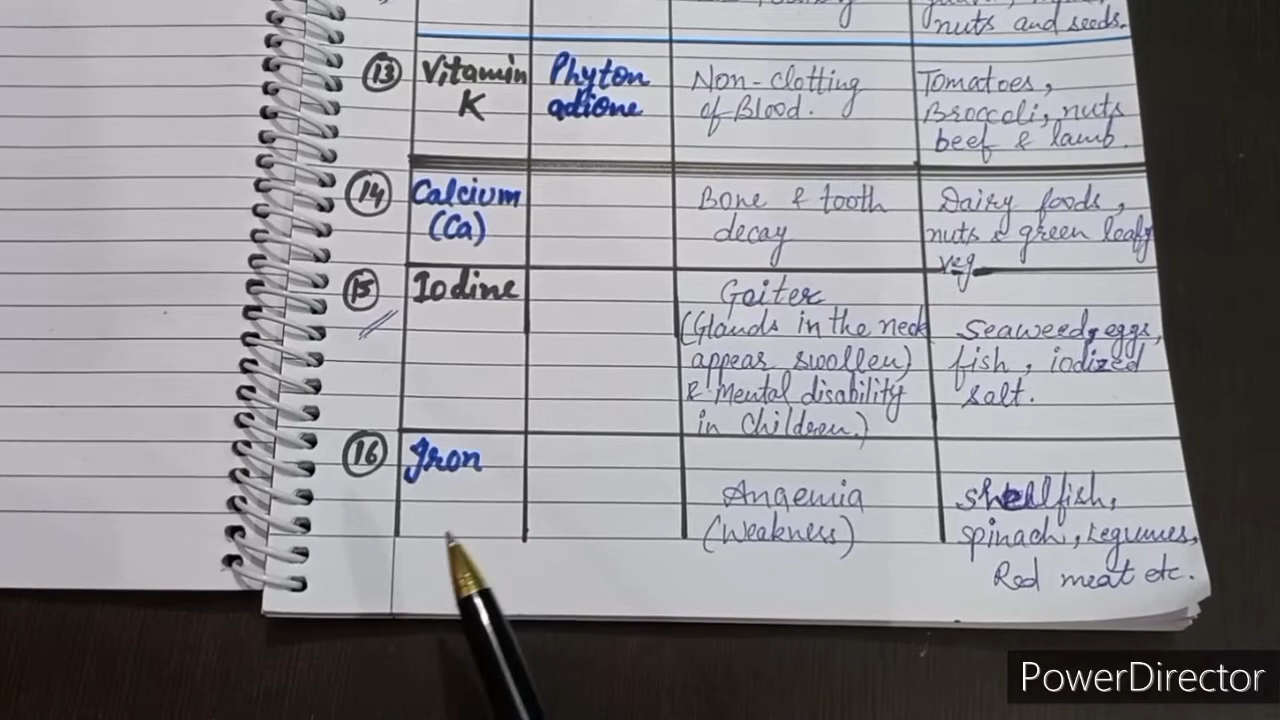 nuts and seeds.
13 Vitamin K
Phyton adione
Non-clotting of Blood.
Tomatoes,
Broccoli, nuts
beef & lamb.
14 Calcium
(Ca)
Bone & tooth
decay
Dairy foods,
nuts & green leafy
veg
15 Iodine
Goiter
(Glands in the neck
appear swollen)
& Mental disability
in children.)
Seaweed, eggs,
fish, iodized
salt.
16 Iron
Anaemia
(Weakness)
shellfish,
spinach, Legumes,
Red meat etc.
PowerDirector